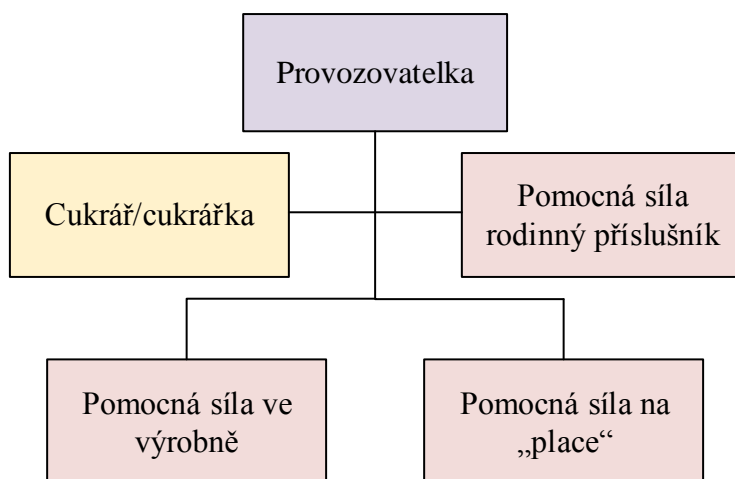 Provozovatelka
Cukrář/cukrářka
Pomocná síla
rodinný příslušník
Pomocná síla ve
výrobně
Pomocná síla na
„place“